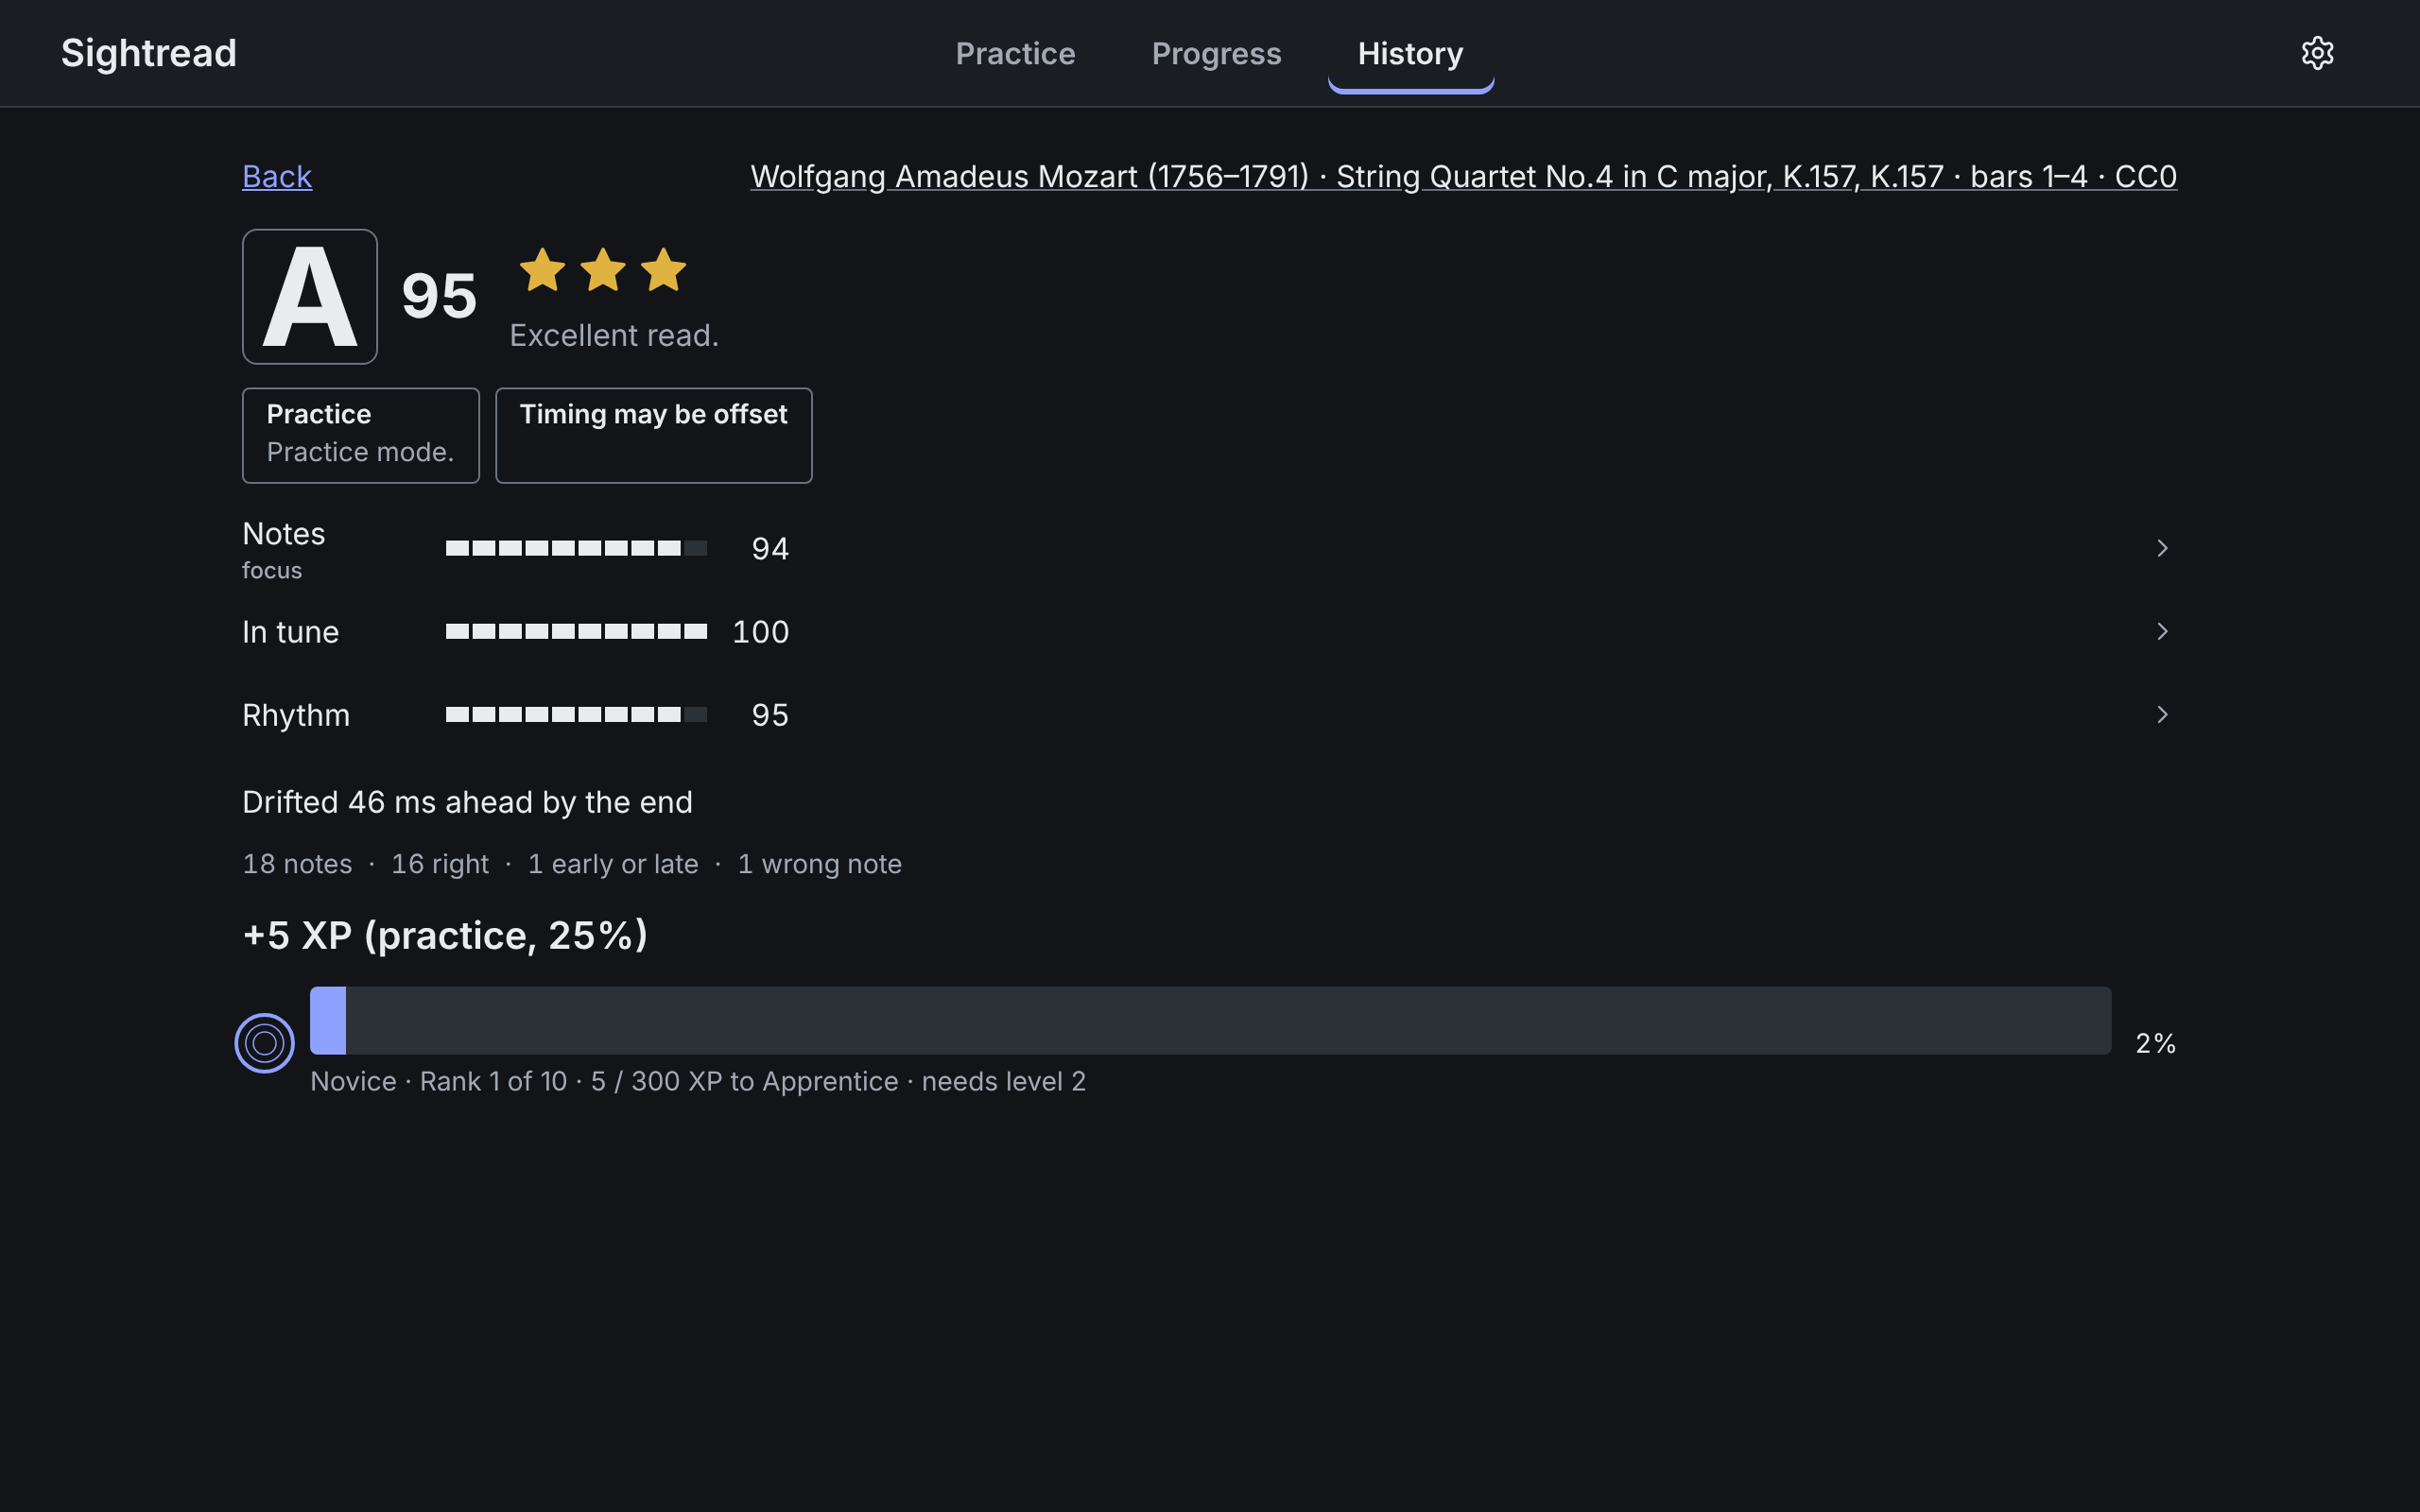 Sightread
Practice Progress History
Back
Wolfgang Amadeus Mozart (1756–1791) · String Quartet No.4 in C major, K.157, K.157 · bars 1–4 · CC0
A
95
Excellent read.
Practice
Practice mode.
Timing may be offset
Notes 94
focus
In tune 100
Rhythm 95
Drifted 46 ms ahead by the end
18 notes · 16 right · 1 early or late · 1 wrong note
+5 XP (practice, 25%)
2%
Novice · Rank 1 of 10 · 5 / 300 XP to Apprentice · needs level 2